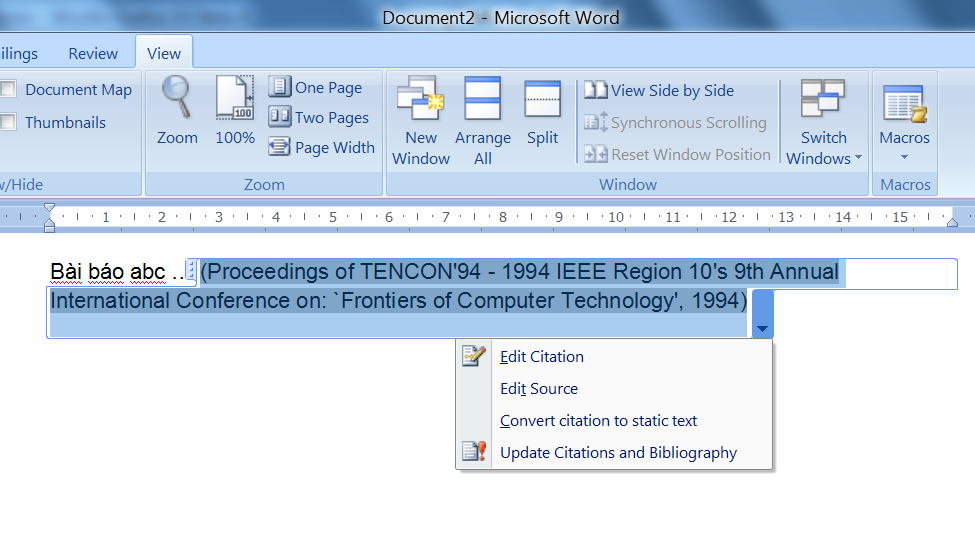 Document2 - Microsoft Word
ilings Review View
Document Map
Thumbnails
w/Hide
Zoom
100%
One Page
Two Pages
Page Width
Zoom
New Window
Arrange All
Split
View Side by Side
Synchronous Scrolling
Reset Window Position
Switch Windows
Window
Macros
Macros
1 2 3 4 5 6 7 8 9 10 11 12 13 14 15
Bài báo abc … (Proceedings of TENCON'94 - 1994 IEEE Region 10's 9th Annual
International Conference on: `Frontiers of Computer Technology', 1994)
Edit Citation
Edit Source
Convert citation to static text
Update Citations and Bibliography